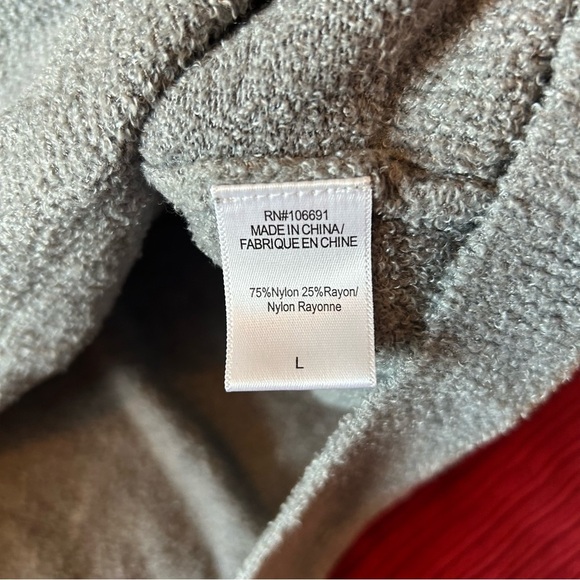 RN#106691
MADE IN CHINA/
FABRIQUE EN CHINE
75%Nylon 25%Rayon/
Nylon Rayonne
L